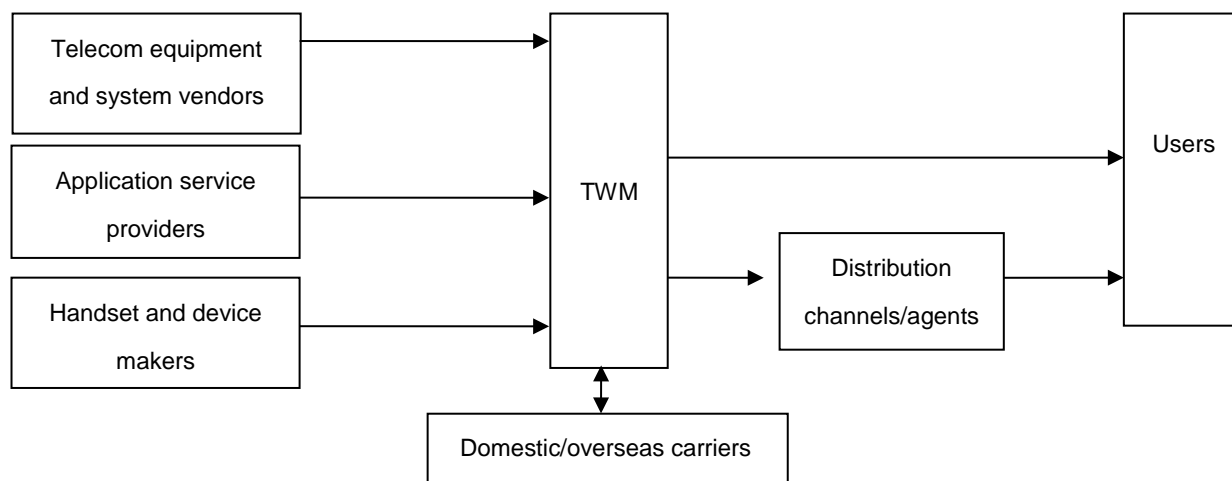 Telecom equipment
and system vendors
Application service
providers
Handset and device
makers
TWM
Distribution
channels/agents
Users
Domestic/overseas carriers